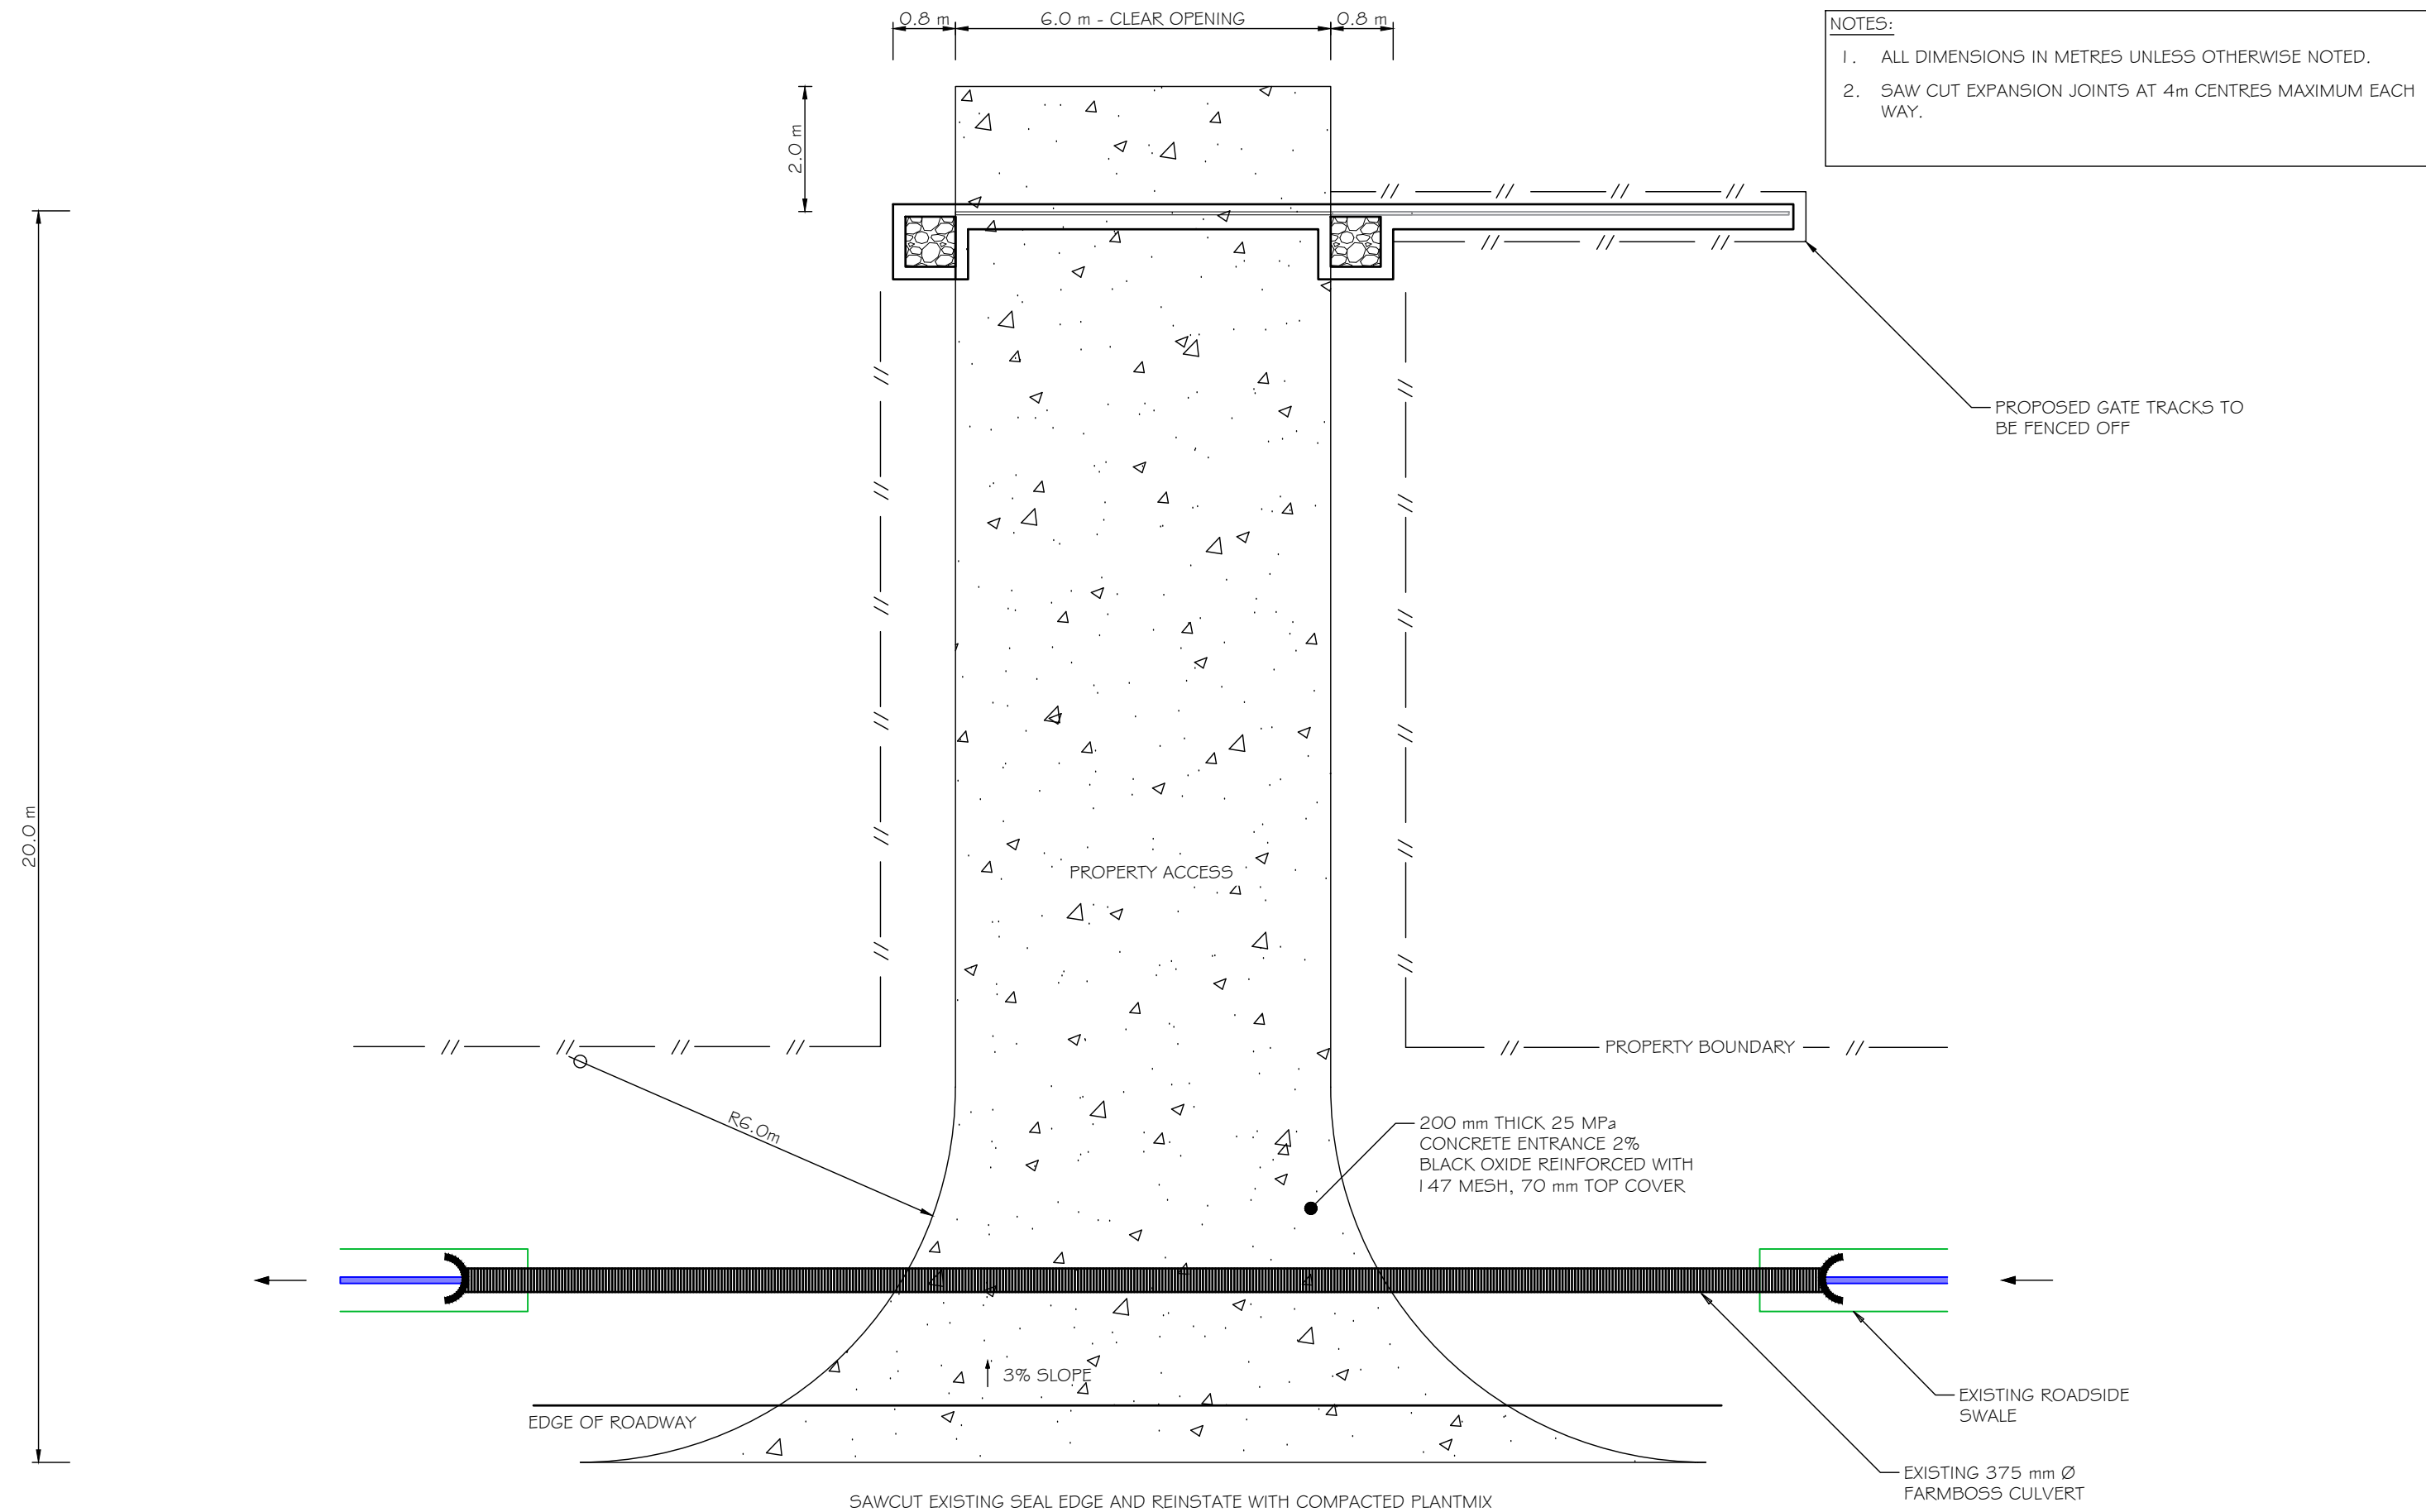 0.8 m
6.0 m - CLEAR OPENING
0.8 m
NOTES:
1. ALL DIMENSIONS IN METRES UNLESS OTHERWISE NOTED.
2. SAW CUT EXPANSION JOINTS AT 4m CENTRES MAXIMUM EACH
WAY.
2.0 m
PROPOSED GATE TRACKS TO
BE FENCED OFF
20.0 m
PROPERTY ACCESS
PROPERTY BOUNDARY
R6.0m
200 mm THICK 25 MPa
CONCRETE ENTRANCE 2%
BLACK OXIDE REINFORCED WITH
147 MESH, 70 mm TOP COVER
3% SLOPE
EDGE OF ROADWAY
EXISTING ROADSIDE
SWALE
EXISTING 375 mm Ø
FARMBOSS CULVERT
SAWCUT EXISTING SEAL EDGE AND REINSTATE WITH COMPACTED PLANTMIX